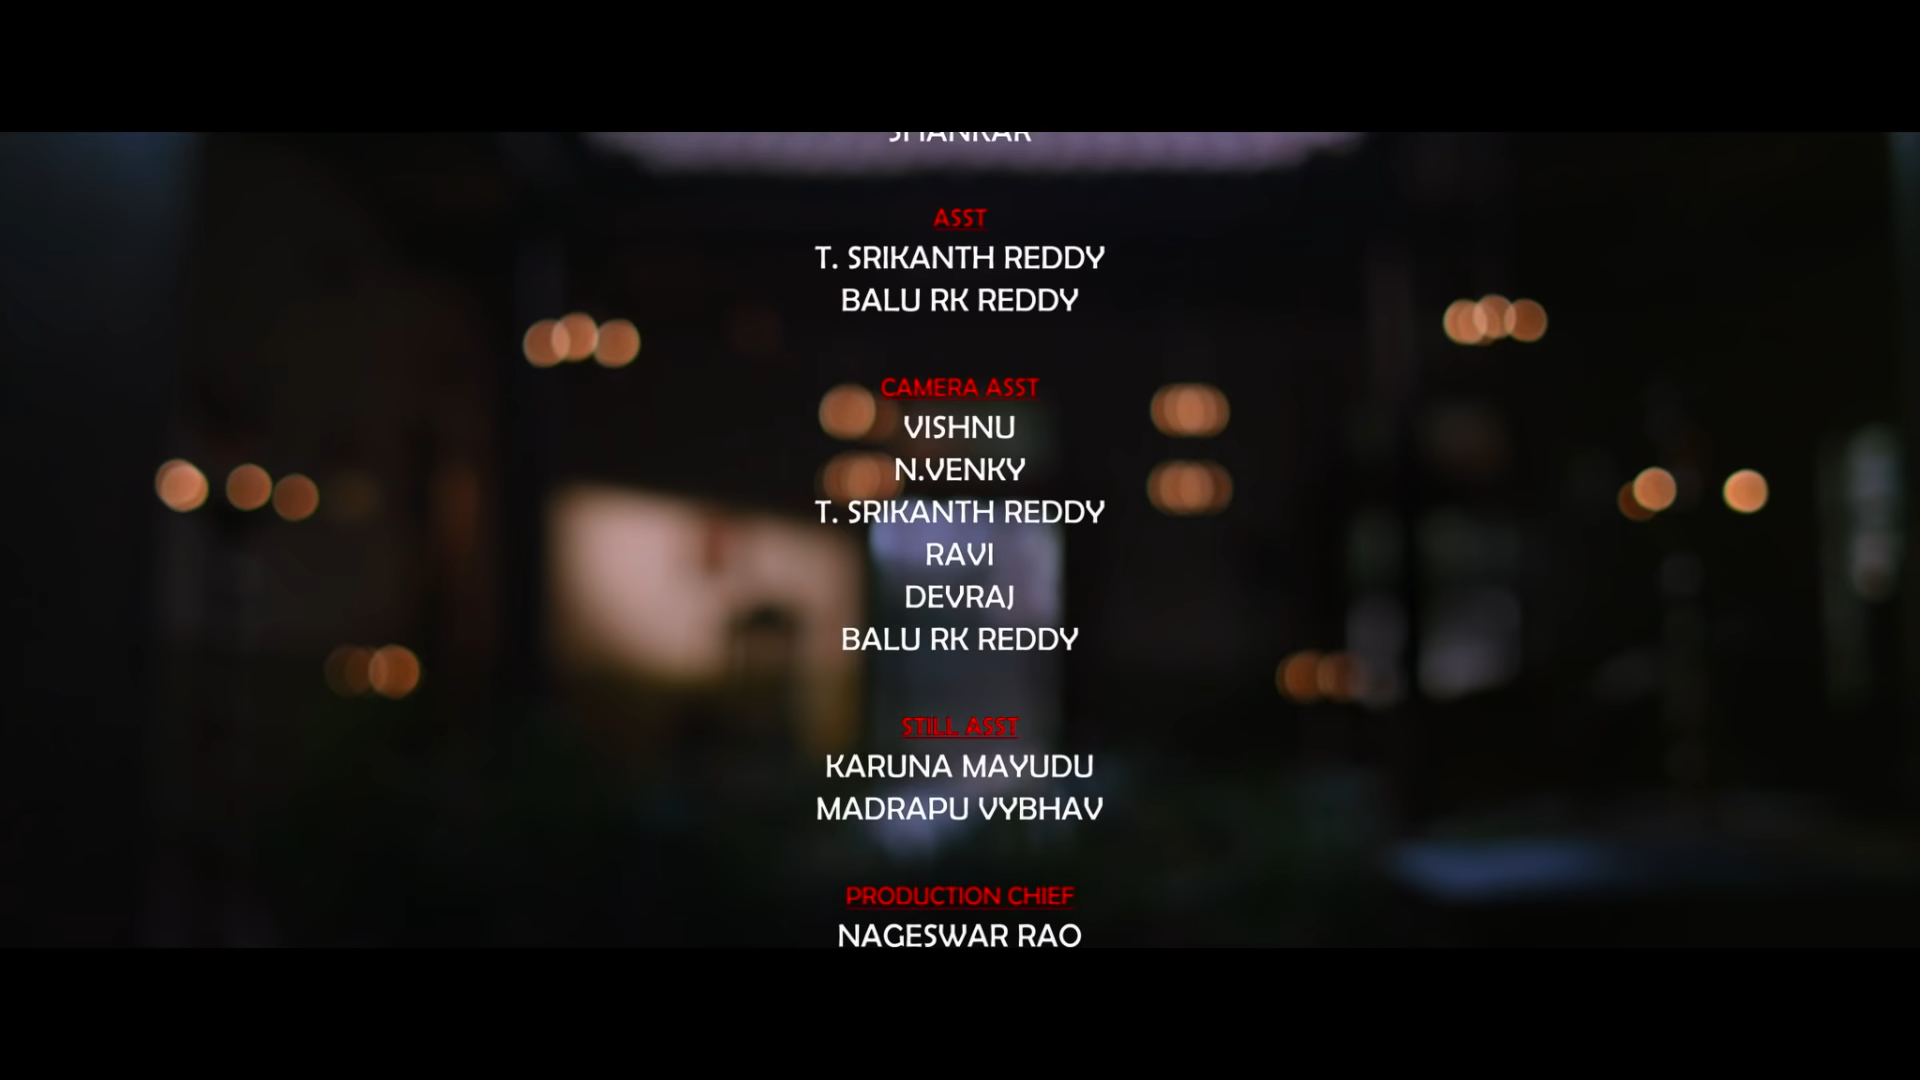 SHANKAR
ASST
T. SRIKANTH REDDY
BALU RK REDDY
CAMERA ASST
VISHNU
N.VENKY
T. SRIKANTH REDDY
RAVI
DEVRAJ
BALU RK REDDY
STILL ASST
KARUNA MAYUDU
MADRAPU VYBHAV
PRODUCTION CHIEF
NAGESWAR RAO